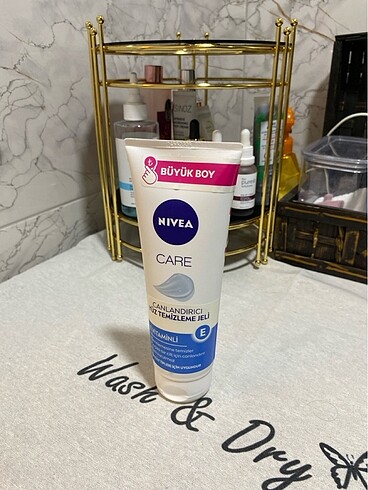 BÜYÜK BOY
NIVEA
CARE
CANLANDIRICI
YÜZ TEMİZLEME JELİ
VİTAMİNLİ
E
Wash & Dry